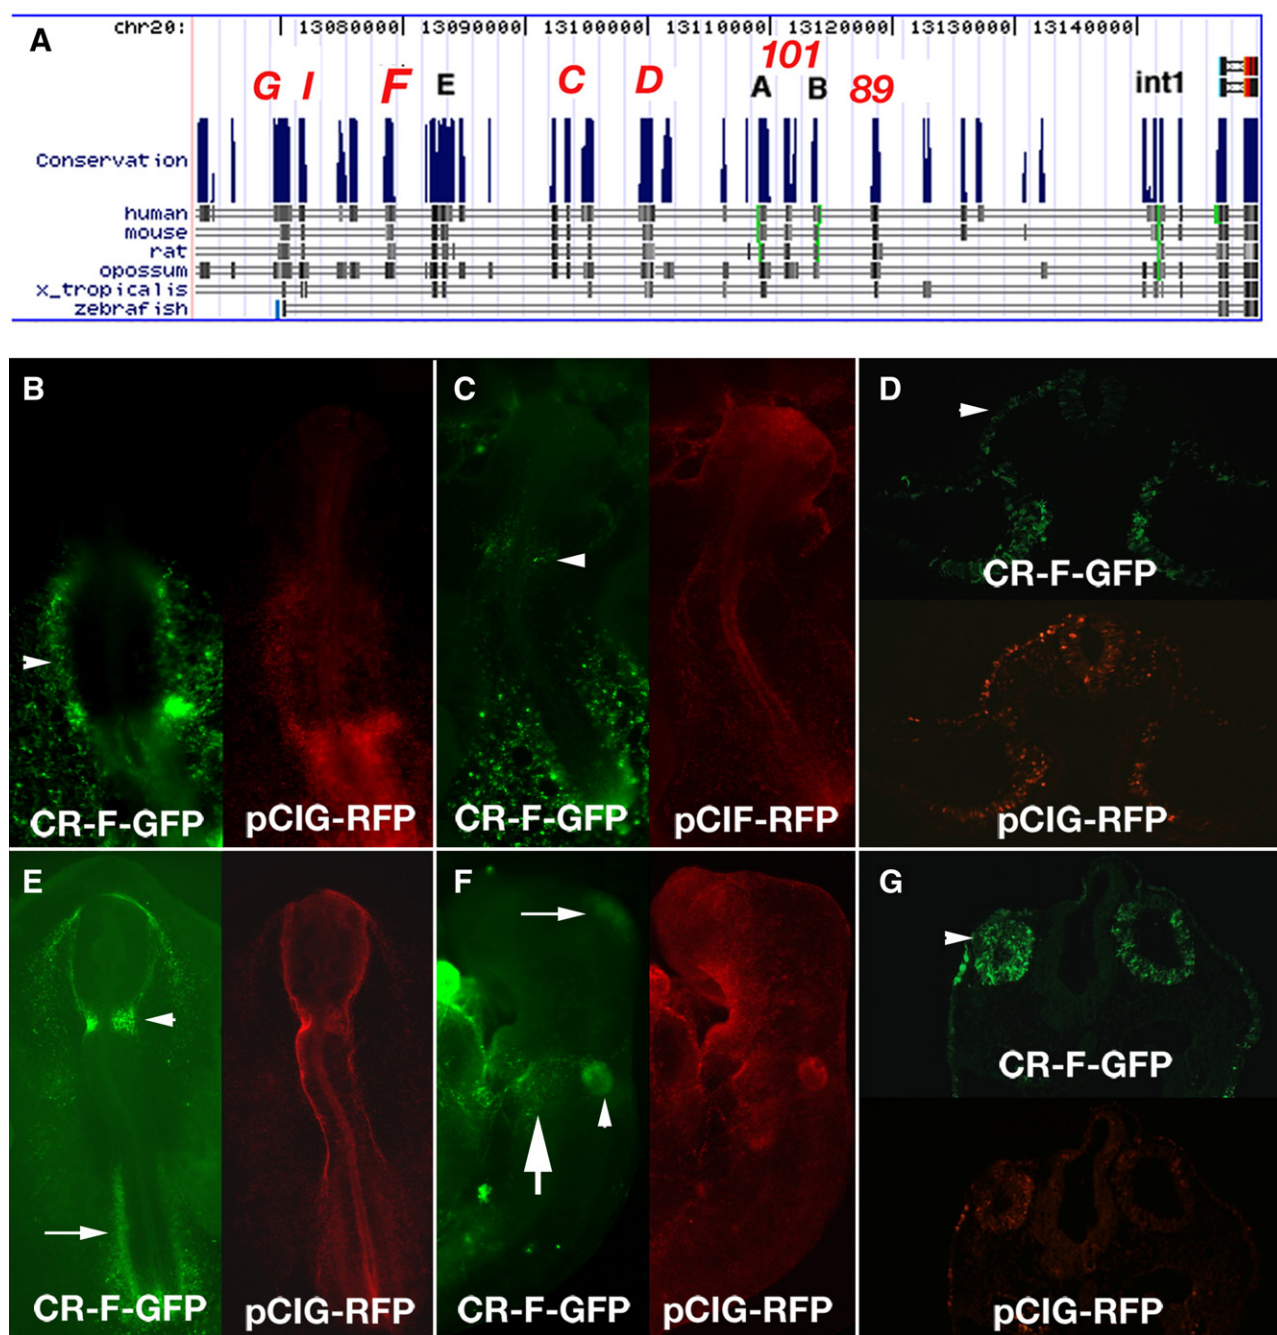 A
chr20: 13080000 13090000 13100000 13110000 13120000 13130000 13140000
G I F E C D A 101 B 89 int1
Conservation
human
mouse
rat
opossum
x_tropicalis
zebrafish
B
CR-F-GFP pCIG-RFP
C
CR-F-GFP pCIF-RFP
D
CR-F-GFP
pCIG-RFP
E
CR-F-GFP pCIG-RFP
F
CR-F-GFP pCIG-RFP
G
CR-F-GFP
pCIG-RFP